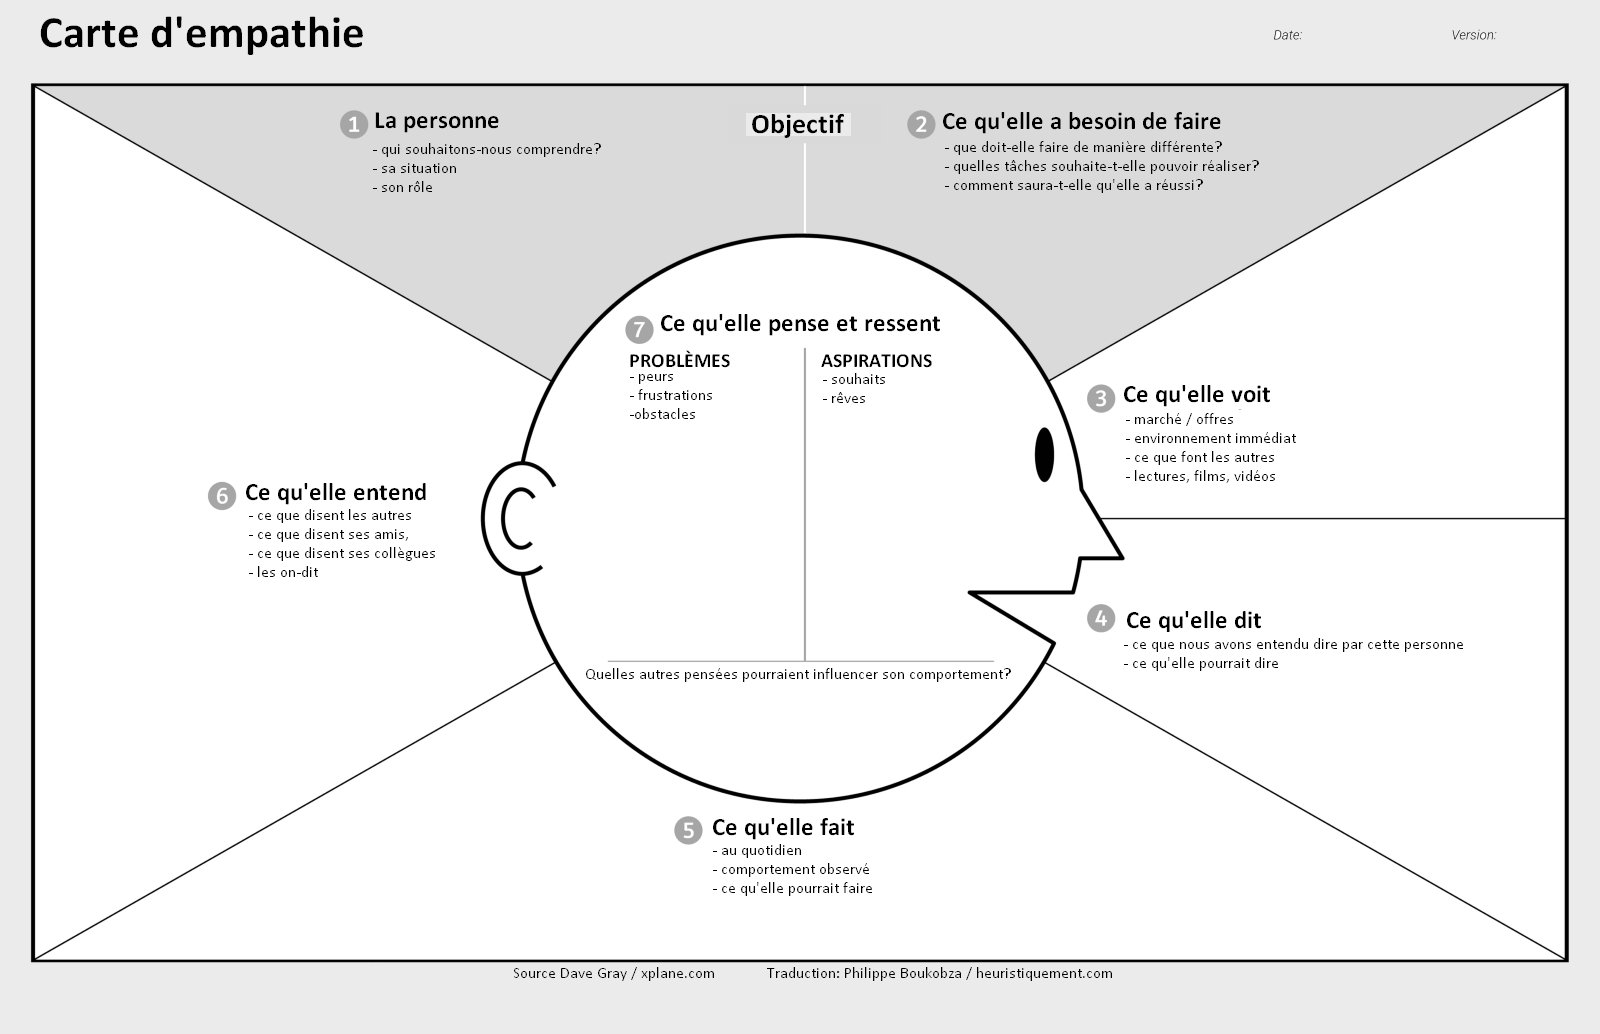 Carte d'empathie
Date:
Version:
Objectif
1 La personne
- qui souhaitons-nous comprendre?
- sa situation
- son rôle
2 Ce qu'elle a besoin de faire
- que doit-elle faire de manière différente?
- quelles tâches souhaite-t-elle pouvoir réaliser?
- comment saura-t-elle qu'elle a réussi?
3 Ce qu'elle voit
- marché / offres
- environnement immédiat
- ce que font les autres
- lectures, films, vidéos
4 Ce qu'elle dit
- ce que nous avons entendu dire par cette personne
- ce qu'elle pourrait dire
5 Ce qu'elle fait
- au quotidien
- comportement observé
- ce qu'elle pourrait faire
6 Ce qu'elle entend
- ce que disent les autres
- ce que disent ses amis,
- ce que disent ses collègues
- les on-dit
7 Ce qu'elle pense et ressent
PROBLÈMES
- peurs
- frustrations
-obstacles
ASPIRATIONS
- souhaits
- rêves
Quelles autres pensées pourraient influencer son comportement?
Source Dave Gray / xplane.com
Traduction: Philippe Boukobza / heuristiquement.com